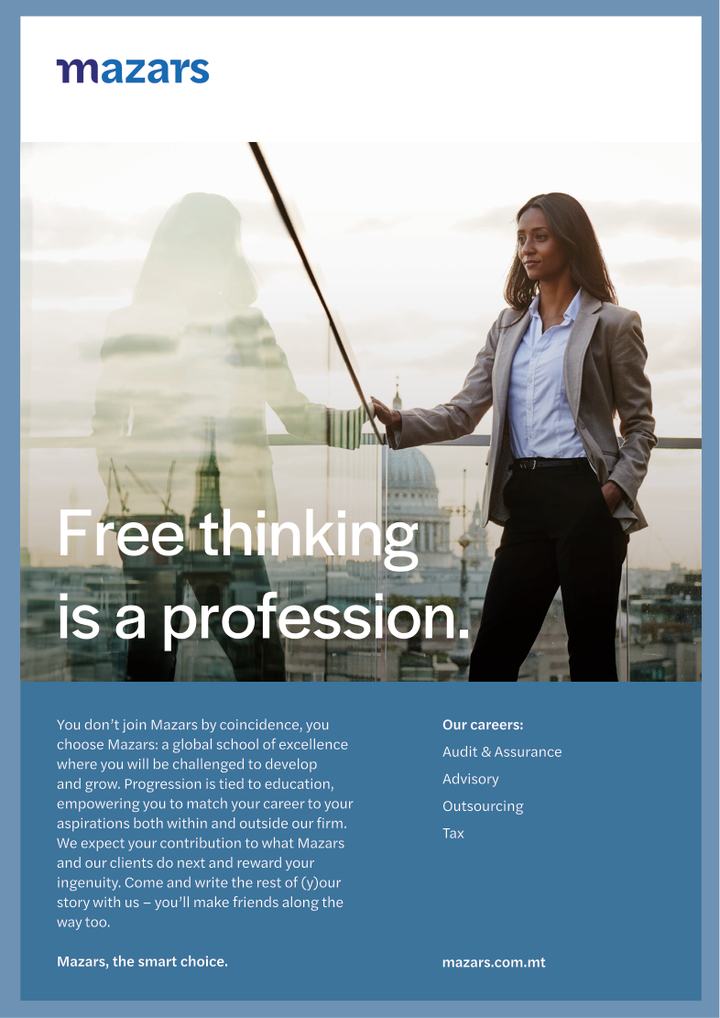 mazars
Free thinking
is a profession.
You don't join Mazars by coincidence, you
choose Mazars: a global school of excellence
where you will be challenged to develop
and grow. Progression is tied to education,
empowering you to match your career to your
aspirations both within and outside our firm.
We expect your contribution to what Mazars
and our clients do next and reward your
ingenuity. Come and write the rest of (y)our
story with us – you'll make friends along the
way too.
Mazars, the smart choice.
Our careers:
Audit & Assurance
Advisory
Outsourcing
Tax
mazars.com.mt